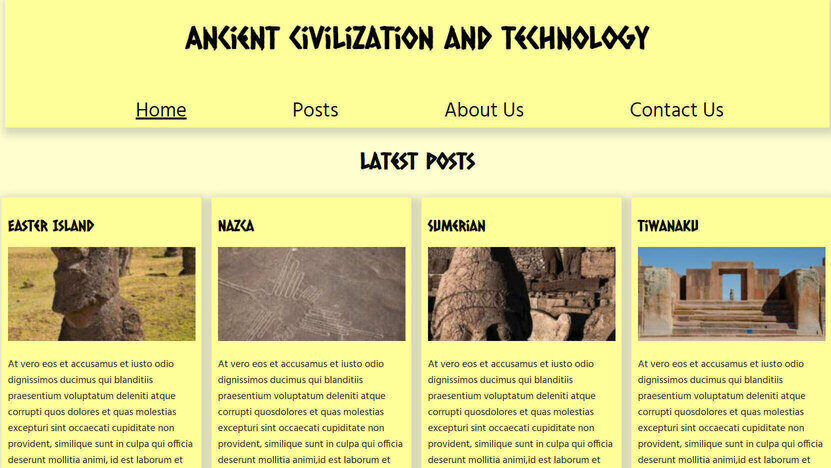 ANCIENT CIVILIZATION AND TECHNOLOGY
Home Posts About Us Contact Us
LATEST POSTS
EASTER ISLAND
At vero eos et accusamus et iusto odio
dignissimos ducimus qui blanditiis
praesentium voluptatum deleniti atque
corrupti quos dolores et quas molestias
excepturi sint occaecati cupiditate non
provident, similique sunt in culpa qui officia
deserunt mollitia animi, id est laborum et
NAZCA
At vero eos et accusamus et iusto odio
dignissimos ducimus qui blanditiis
praesentium voluptatum deleniti atque
corrupti quosdolores et quas molestias
excepturi sint occaecati cupiditate non
provident, similique sunt in culpa qui officia
deserunt mollitia animi,id est laborum et
SUMERIAN
At vero eos et accusamus et iusto odio
dignissimos ducimus qui blanditiis
praesentium voluptatum deleniti atque
corrupti quosdolores et quas molestias
excepturi sint occaecati cupiditate non
provident, similique sunt in culpa qui officia
deserunt mollitia animi,id est laborum et
TIWANAKU
At vero eos et accusamus et iusto odio
dignissimos ducimus qui blanditiis
praesentium voluptatum deleniti atque
corrupti quosdolores et quas molestias
excepturi sint occaecati cupiditate non
provident, similique sunt in culpa qui officia
deserunt mollitia animi,id est laborum et